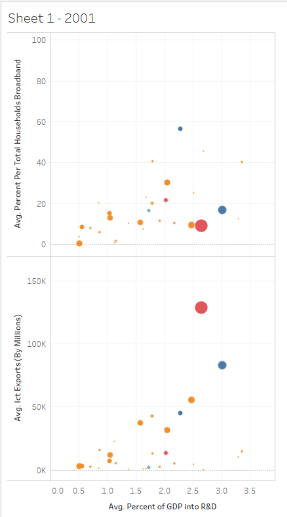 Sheet 1 - 2001
100
80
60
40
20
0
Avg. Percent Per Total Households Broadband
150K
100K
50K
0K
Avg. Ict Exports (By Millions)
0.0 0.5 1.0 1.5 2.0 2.5 3.0 3.5
Avg. Percent of GDP into R&D